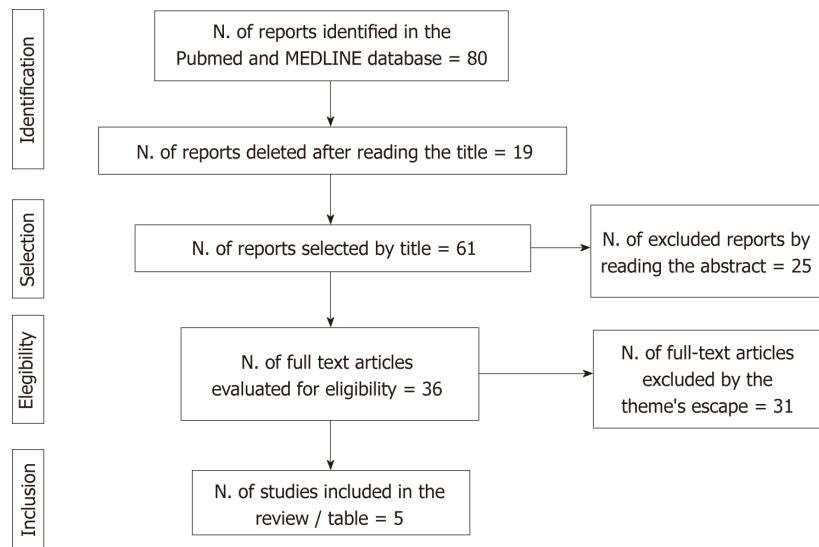 Identification
N. of reports identified in the
Pubmed and MEDLINE database = 80
N. of reports deleted after reading the title = 19
Selection
N. of reports selected by title = 61
N. of excluded reports by
reading the abstract = 25
Elegibility
N. of full text articles
evaluated for eligibility = 36
N. of full-text articles
excluded by the
theme's escape = 31
Inclusion
N. of studies included in the
review / table = 5